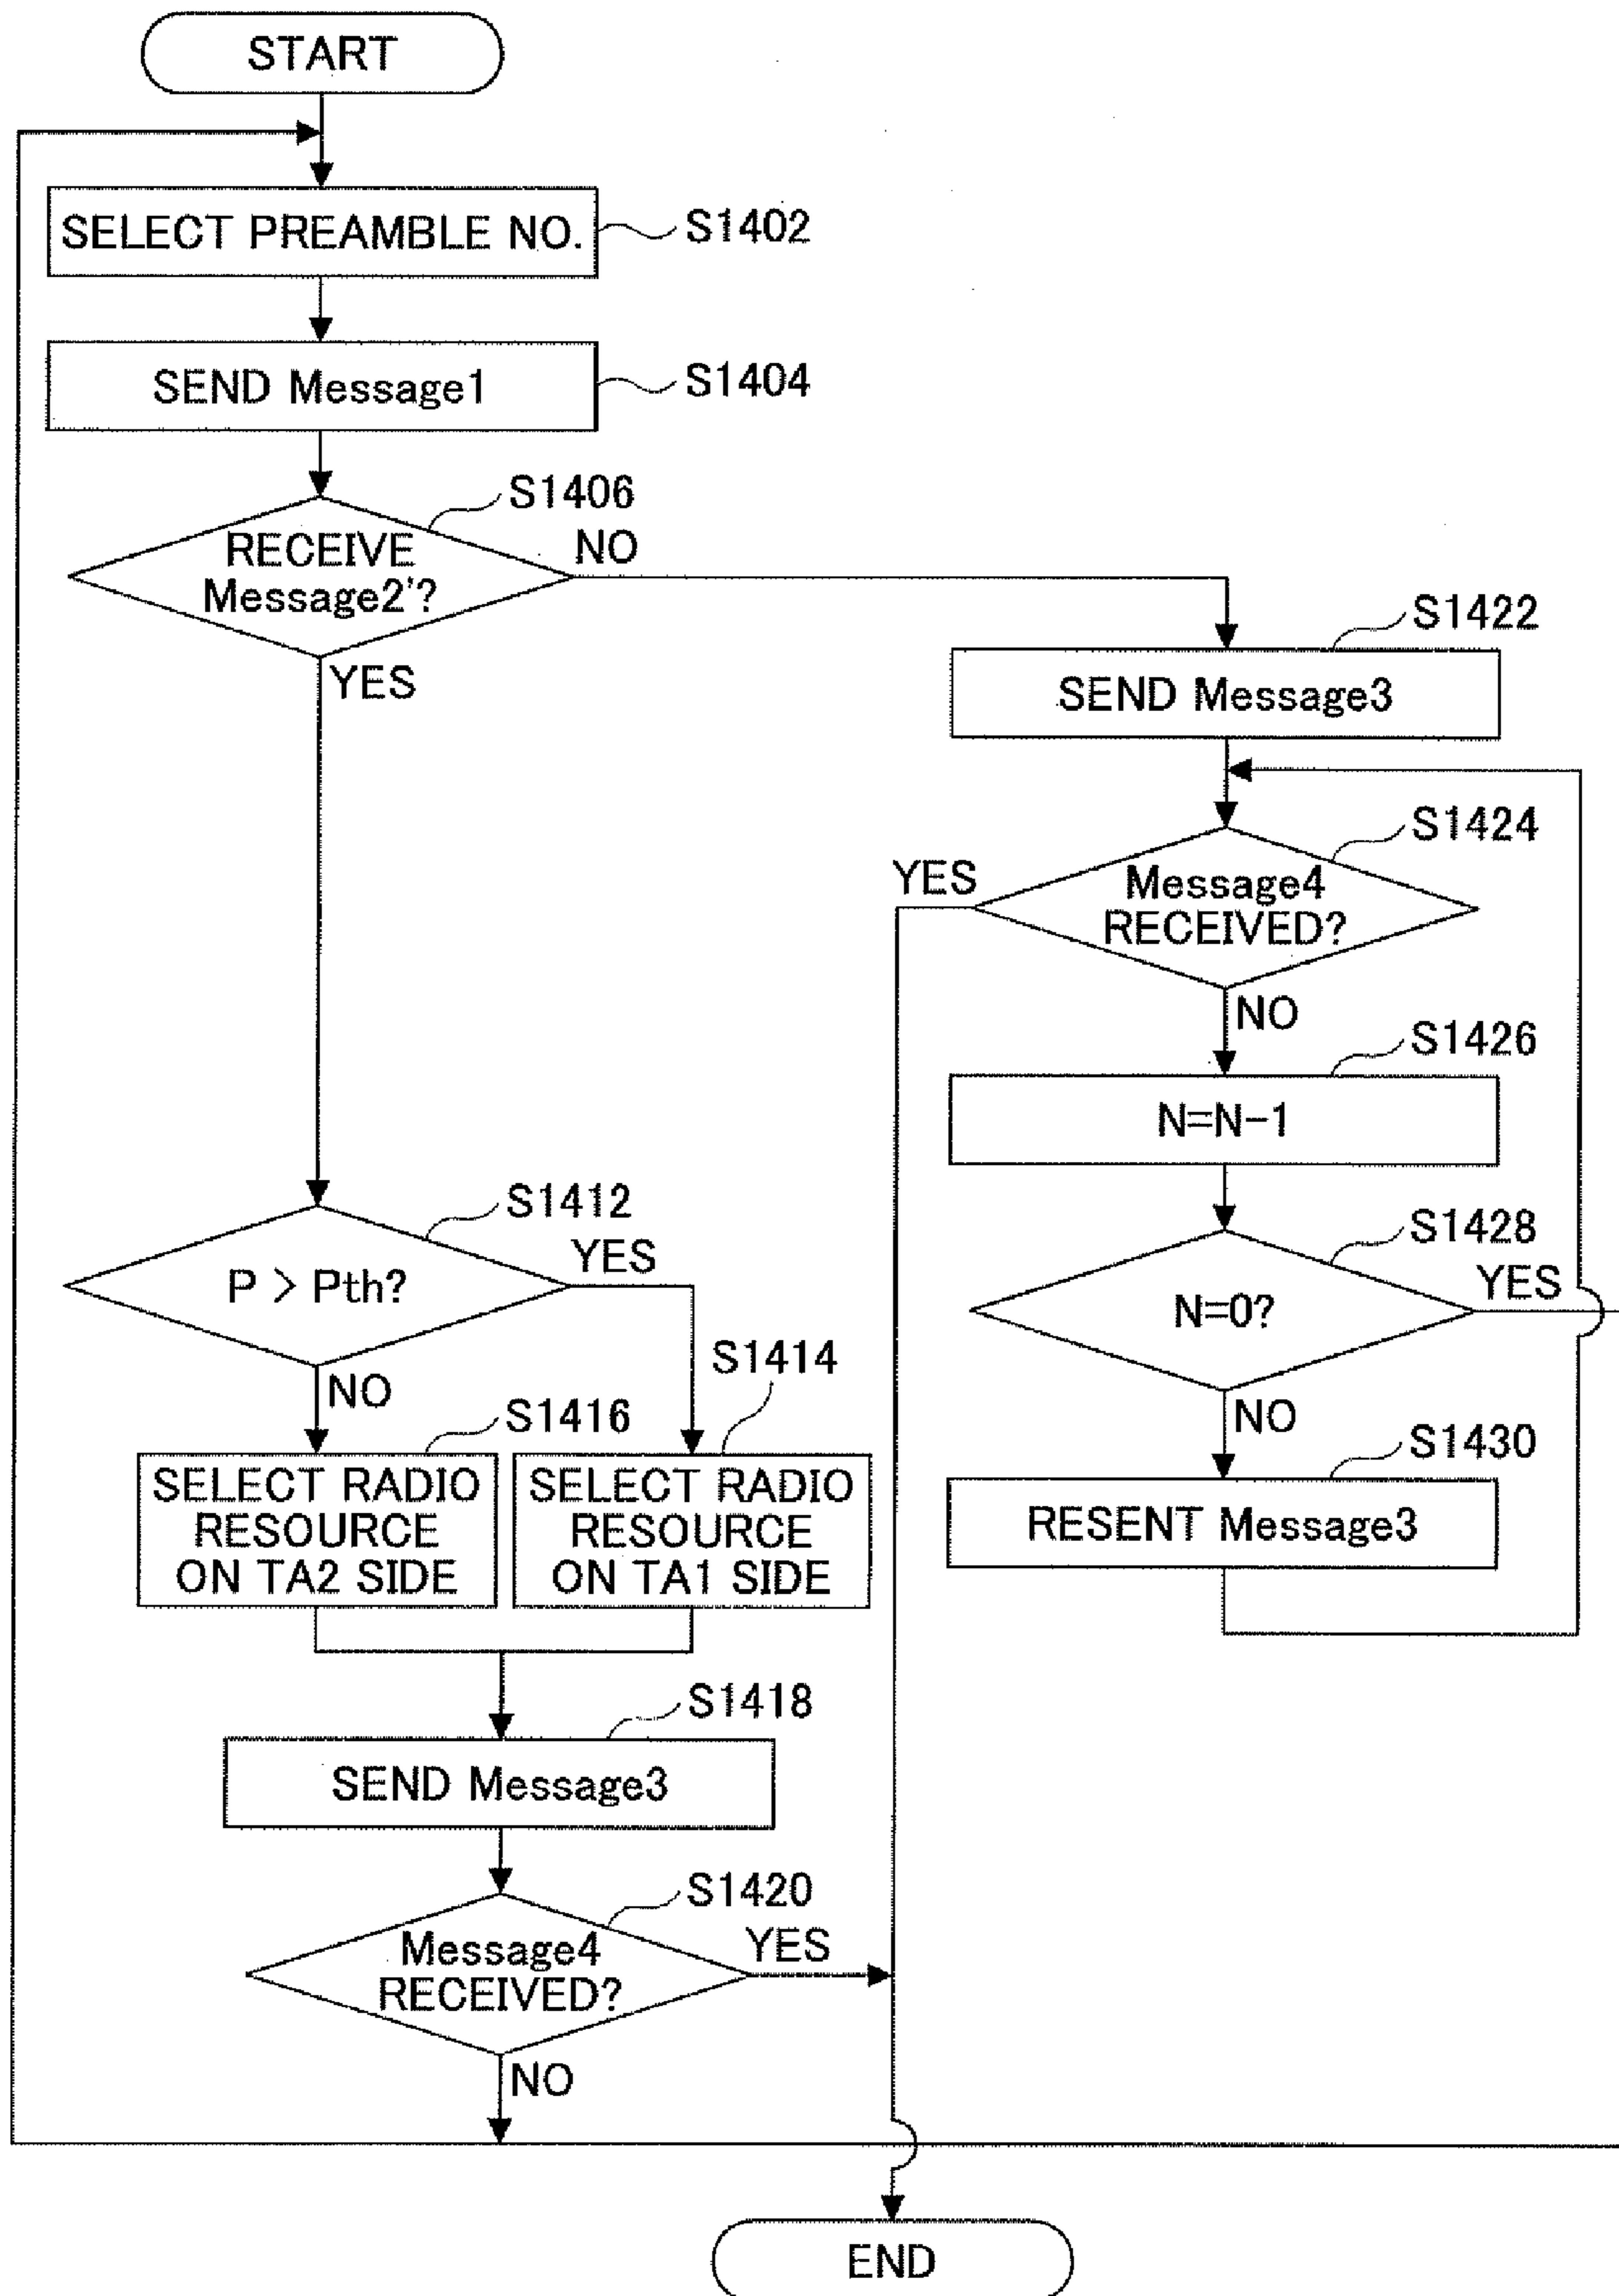 START
SELECT PREAMBLE NO.
S1402
SEND Message1
S1404
S1406
RECEIVE
Message2'?
NO
YES
S1422
SEND Message3
S1424
YES
Message4
RECEIVED?
NO
S1426
N=N-1
S1412
P > Pth?
YES
NO
S1428
N=0?
YES
NO
S1414
S1416
SELECT RADIO
RESOURCE
ON TA2 SIDE
SELECT RADIO
RESOURCE
ON TA1 SIDE
S1430
RESENT Message3
S1418
SEND Message3
S1420
Message4
RECEIVED?
YES
NO
END